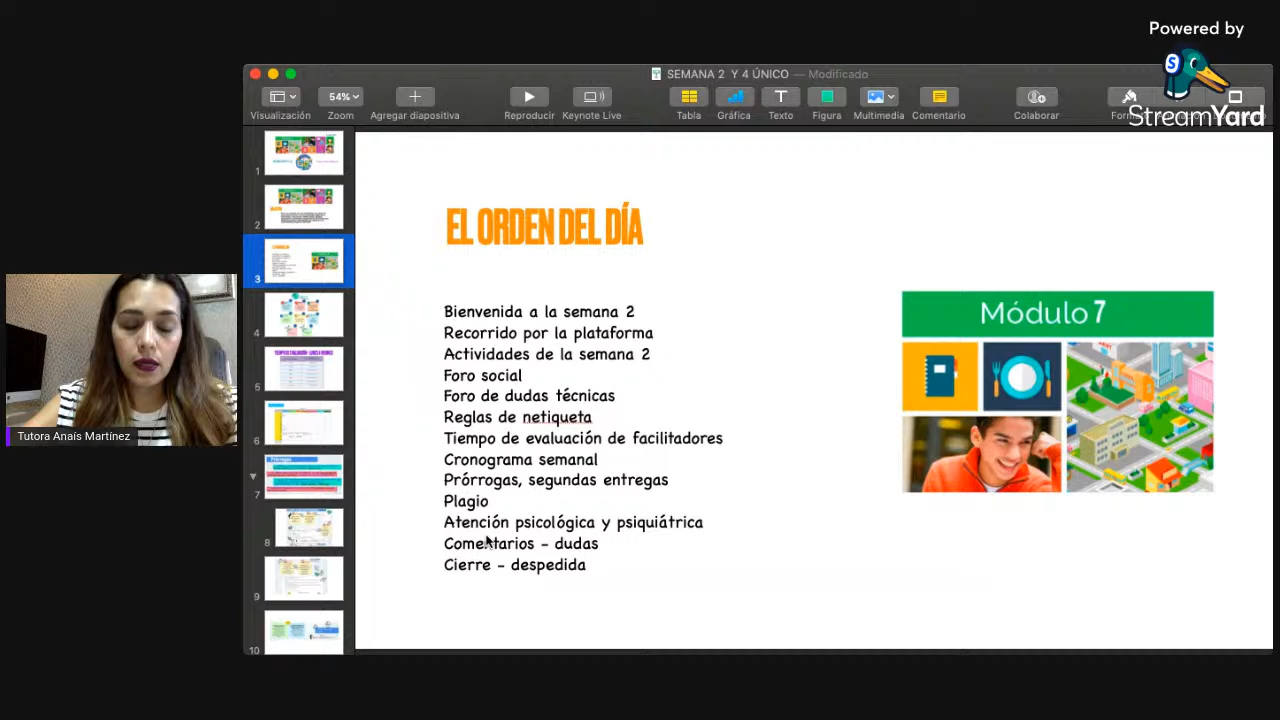 Powered by
StreamYard
SEMANA 2 Y 4 ÚNICO — Modificado
54%
Visualización
Zoom
Agregar diapositiva
Reproducir
Keynote Live
Tabla
Gráfica
Texto
Figura
Multimedia
Comentario
Colaborar
1
2
3
4
5
6
7
8
9
10
Prórrogas
EL ORDEN DEL DÍA
Bienvenida a la semana 2
Recorrido por la plataforma
Actividades de la semana 2
Foro social
Foro de dudas técnicas
Reglas de netiqueta
Tiempo de evaluación de facilitadores
Cronograma semanal
Prórrogas, segundas entregas
Plagio
Atención psicológica y psiquiátrica
Comentarios – dudas
Cierre – despedida
Módulo 7
Tutora Anaís Martínez